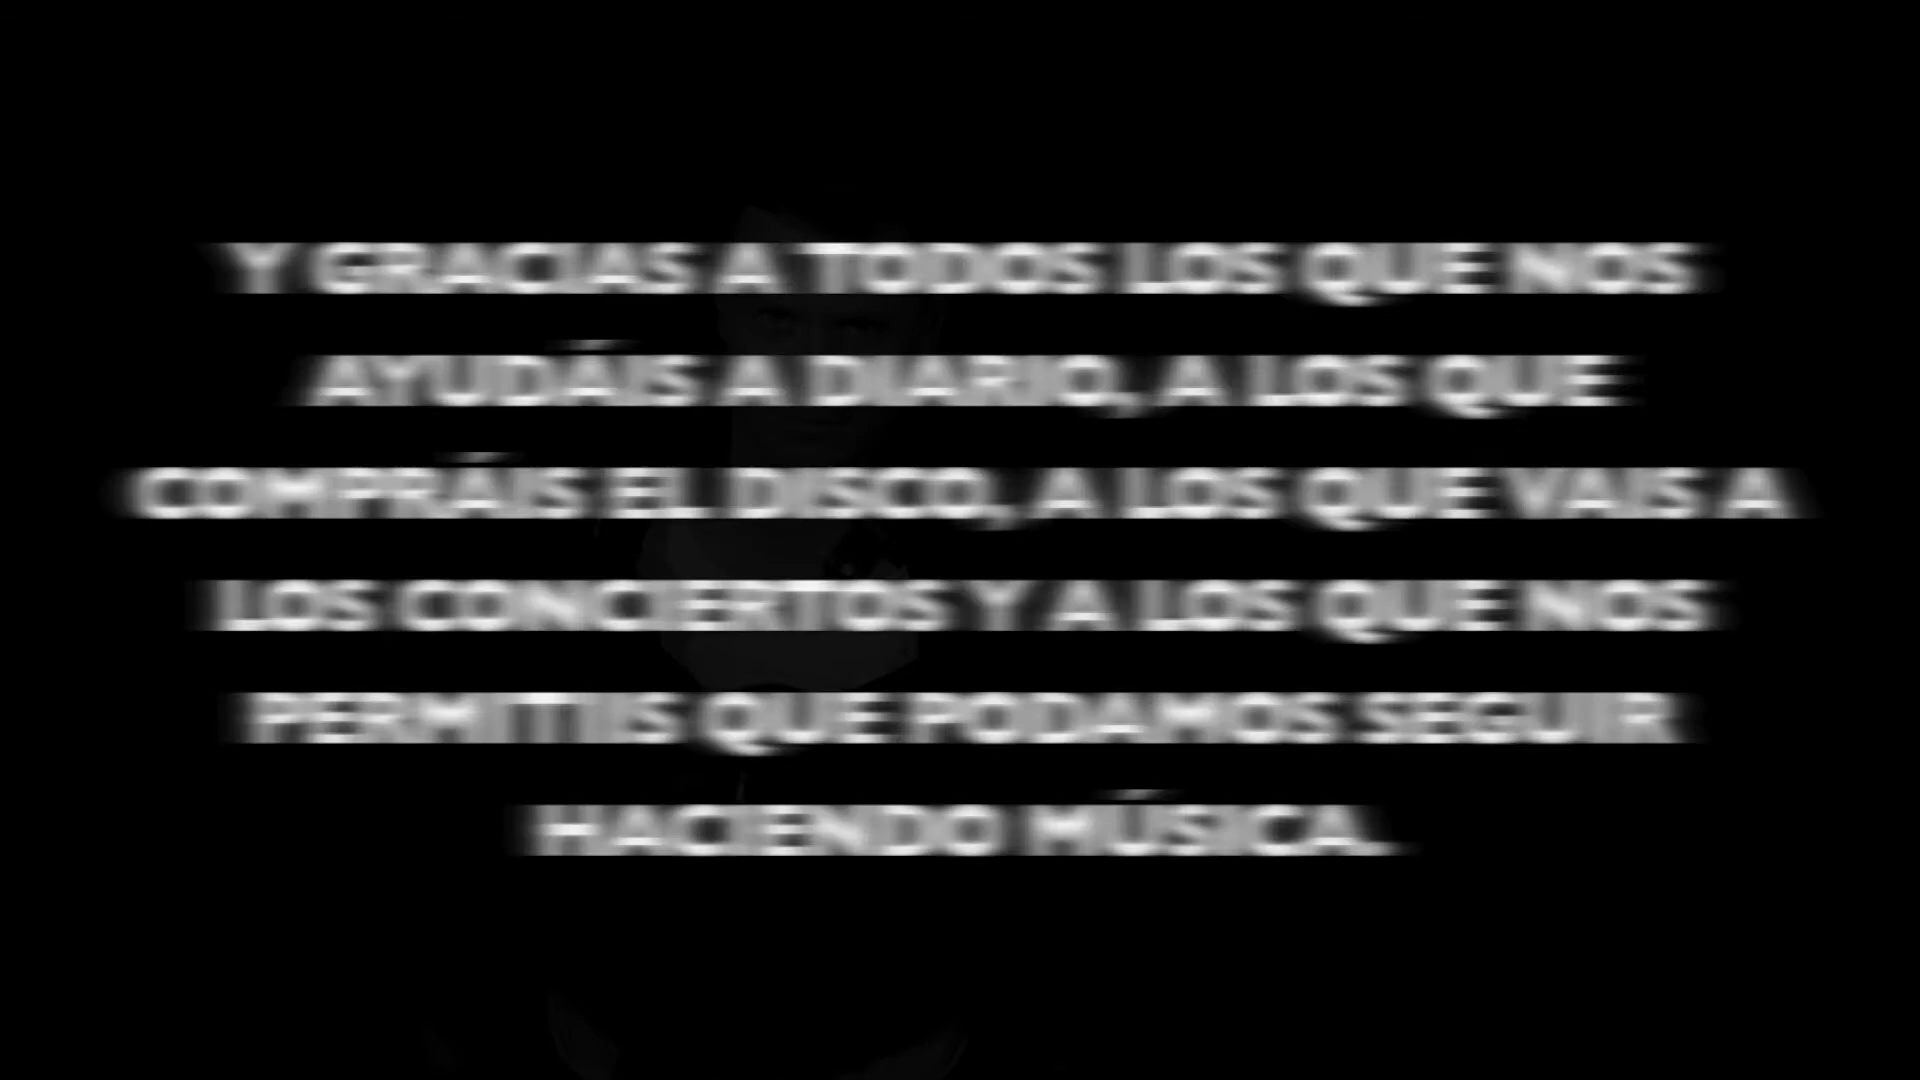 Y GRACIAS A TODOS LOS QUE NOS
AYUDÁIS A DIARIO, A LOS QUE
COMPRÁIS EL DISCO, A LOS QUE VAIS A
LOS CONCIERTOS Y A LOS QUE NOS
PERMITIIS QUE PODAMOS SEGUIR
HACIENDO MÚSICA.